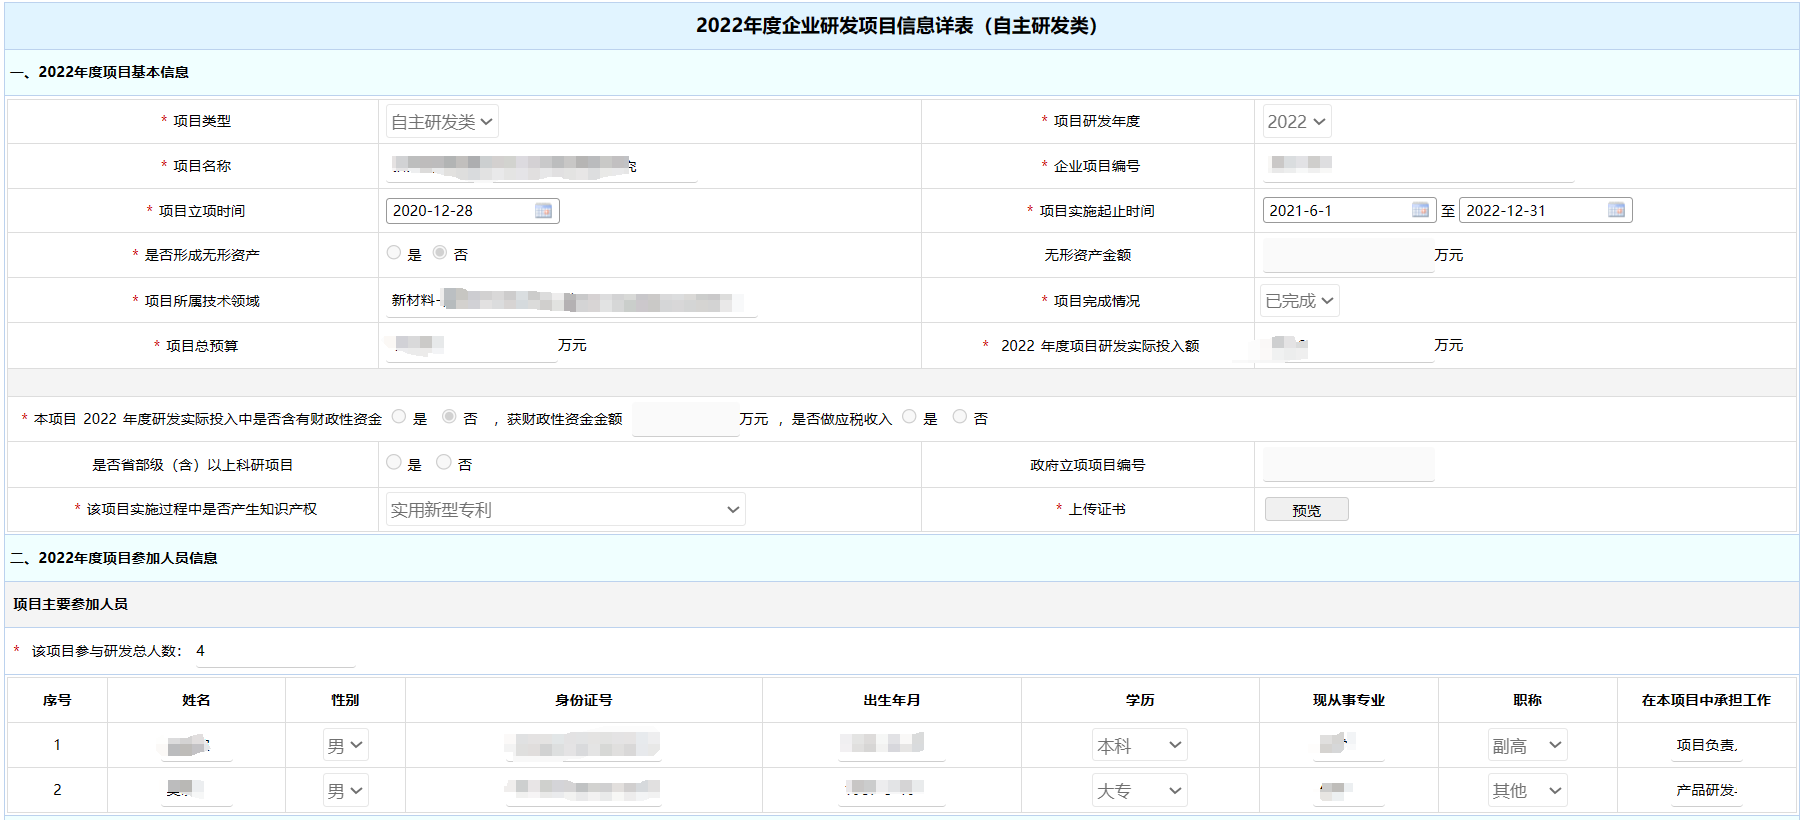 2022年度企业研发项目信息详表（自主研发类）
一、2022年度项目基本信息
* 项目类型 自主研发类 * 项目研发年度 2022
* 项目名称 * 企业项目编号
* 项目立项时间 2020-12-28 * 项目实施起止时间 2021-6-1 至 2022-12-31
* 是否形成无形资产 是 否 无形资产金额 万元
* 项目所属技术领域 新材料- * 项目完成情况 已完成
* 项目总预算 万元 * 2022 年度项目研发实际投入额 万元
* 本项目 2022 年度研发实际投入中是否含有财政性资金 是 否 ，获财政性资金金额 万元 ，是否做应税收入 是 否
是否省部级（含）以上科研项目 是 否 政府立项项目编号
* 该项目实施过程中是否产生知识产权 实用新型专利 * 上传证书 预览
二、2022年度项目参加人员信息
项目主要参加人员
* 该项目参与研发总人数： 4
序号 姓名 性别 身份证号 出生年月 学历 现从事专业 职称 在本项目中承担工作
1 男 本科 副高 项目负责
2 男 大专 其他 产品研发